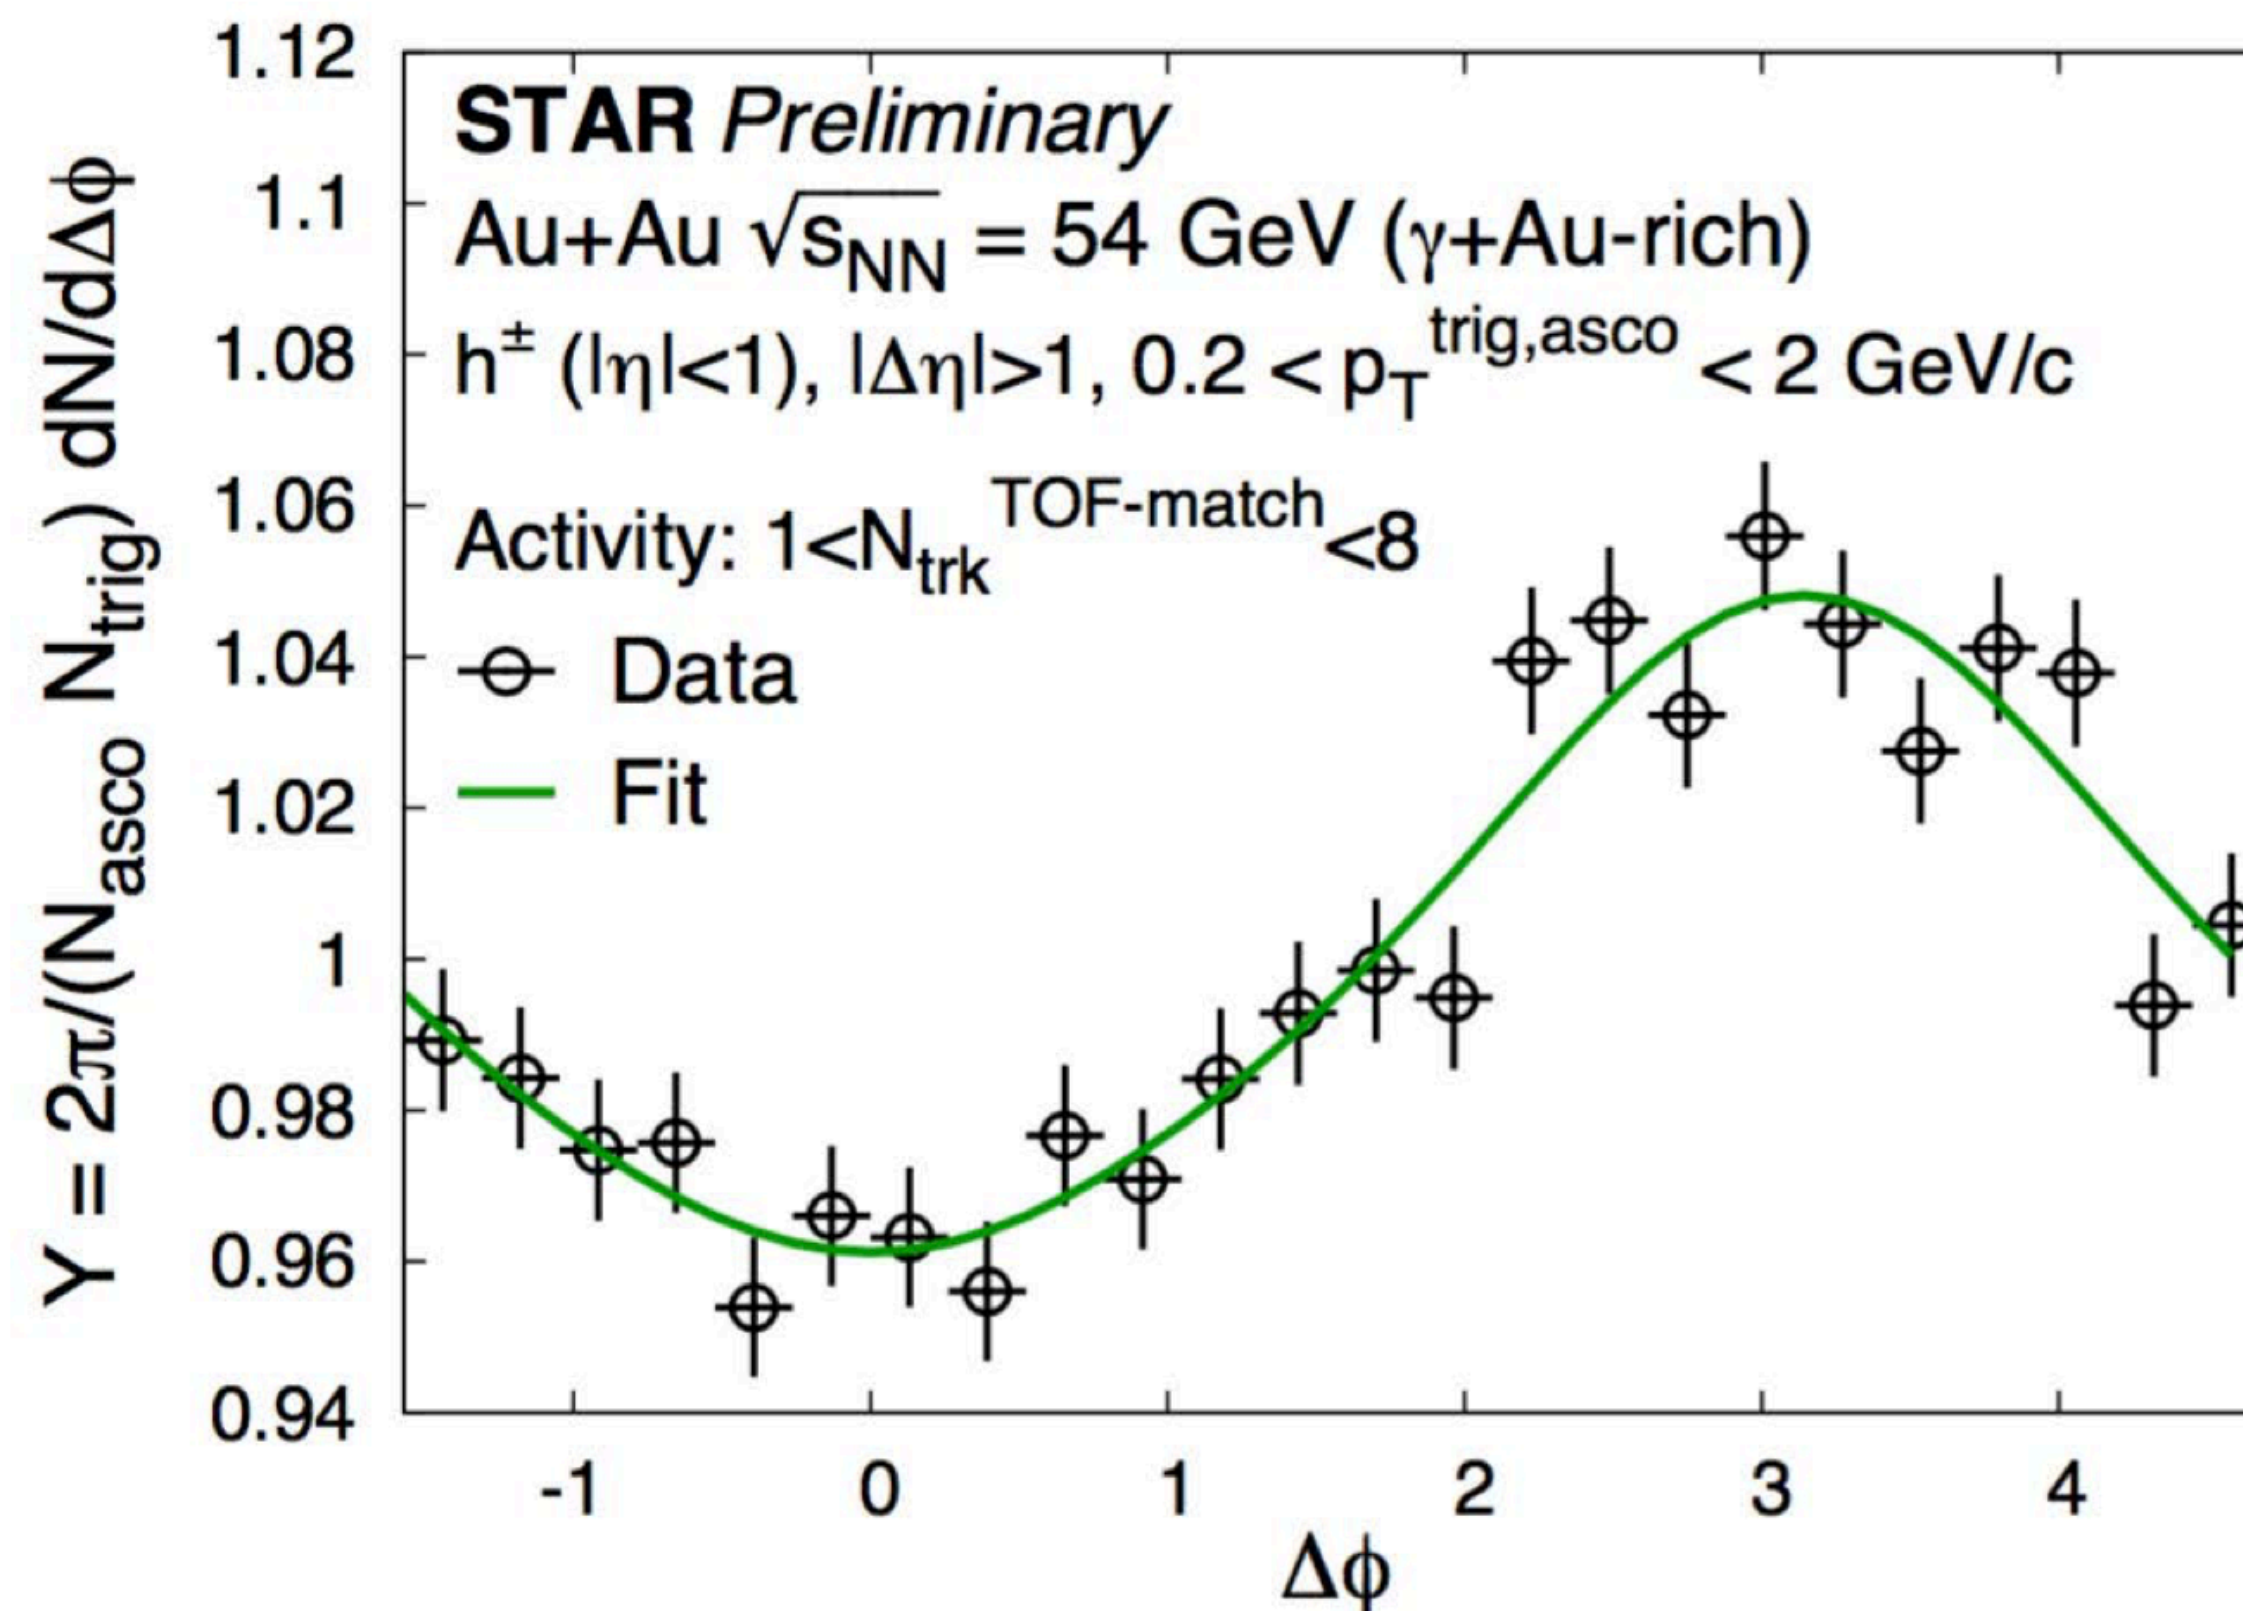 Y = 2π/(N_asco N_trig) dN/dΔϕ
1.12
1.1
1.08
1.06
1.04
1.02
1
0.98
0.96
0.94
STAR Preliminary
Au+Au √s_NN = 54 GeV (γ+Au-rich)
h^± (|η|<1), |Δη|>1, 0.2 < p_T^trig,asco < 2 GeV/c
Activity: 1<N_trk^TOF-match<8
Data
Fit
-1 0 1 2 3 4
Δϕ